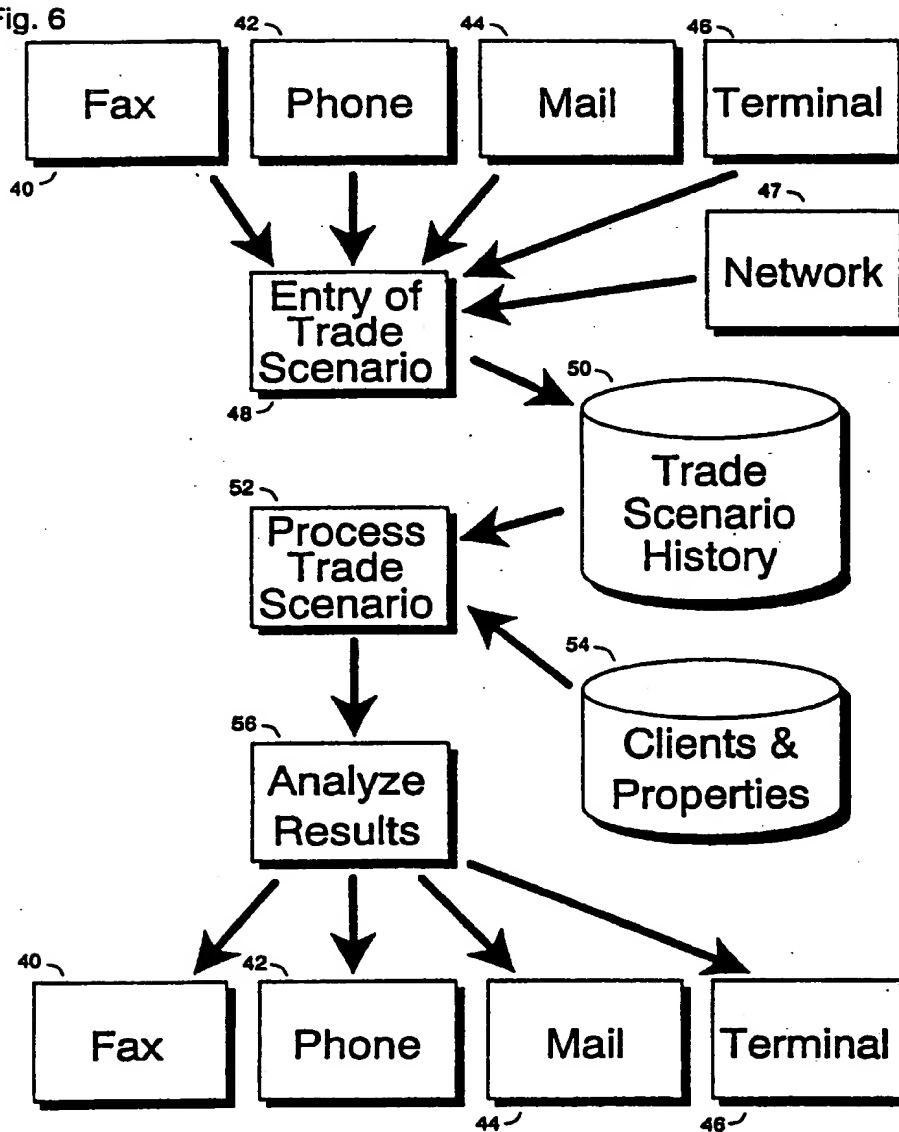 Fig. 6
42
44
46
Fax
Phone
Mail
Terminal
40
47
Network
Entry of
Trade
Scenario
48
50
Trade
Scenario
History
52
Process
Trade
Scenario
54
Clients &
Properties
56
Analyze
Results
40
42
Fax
Phone
Mail
Terminal
44
46